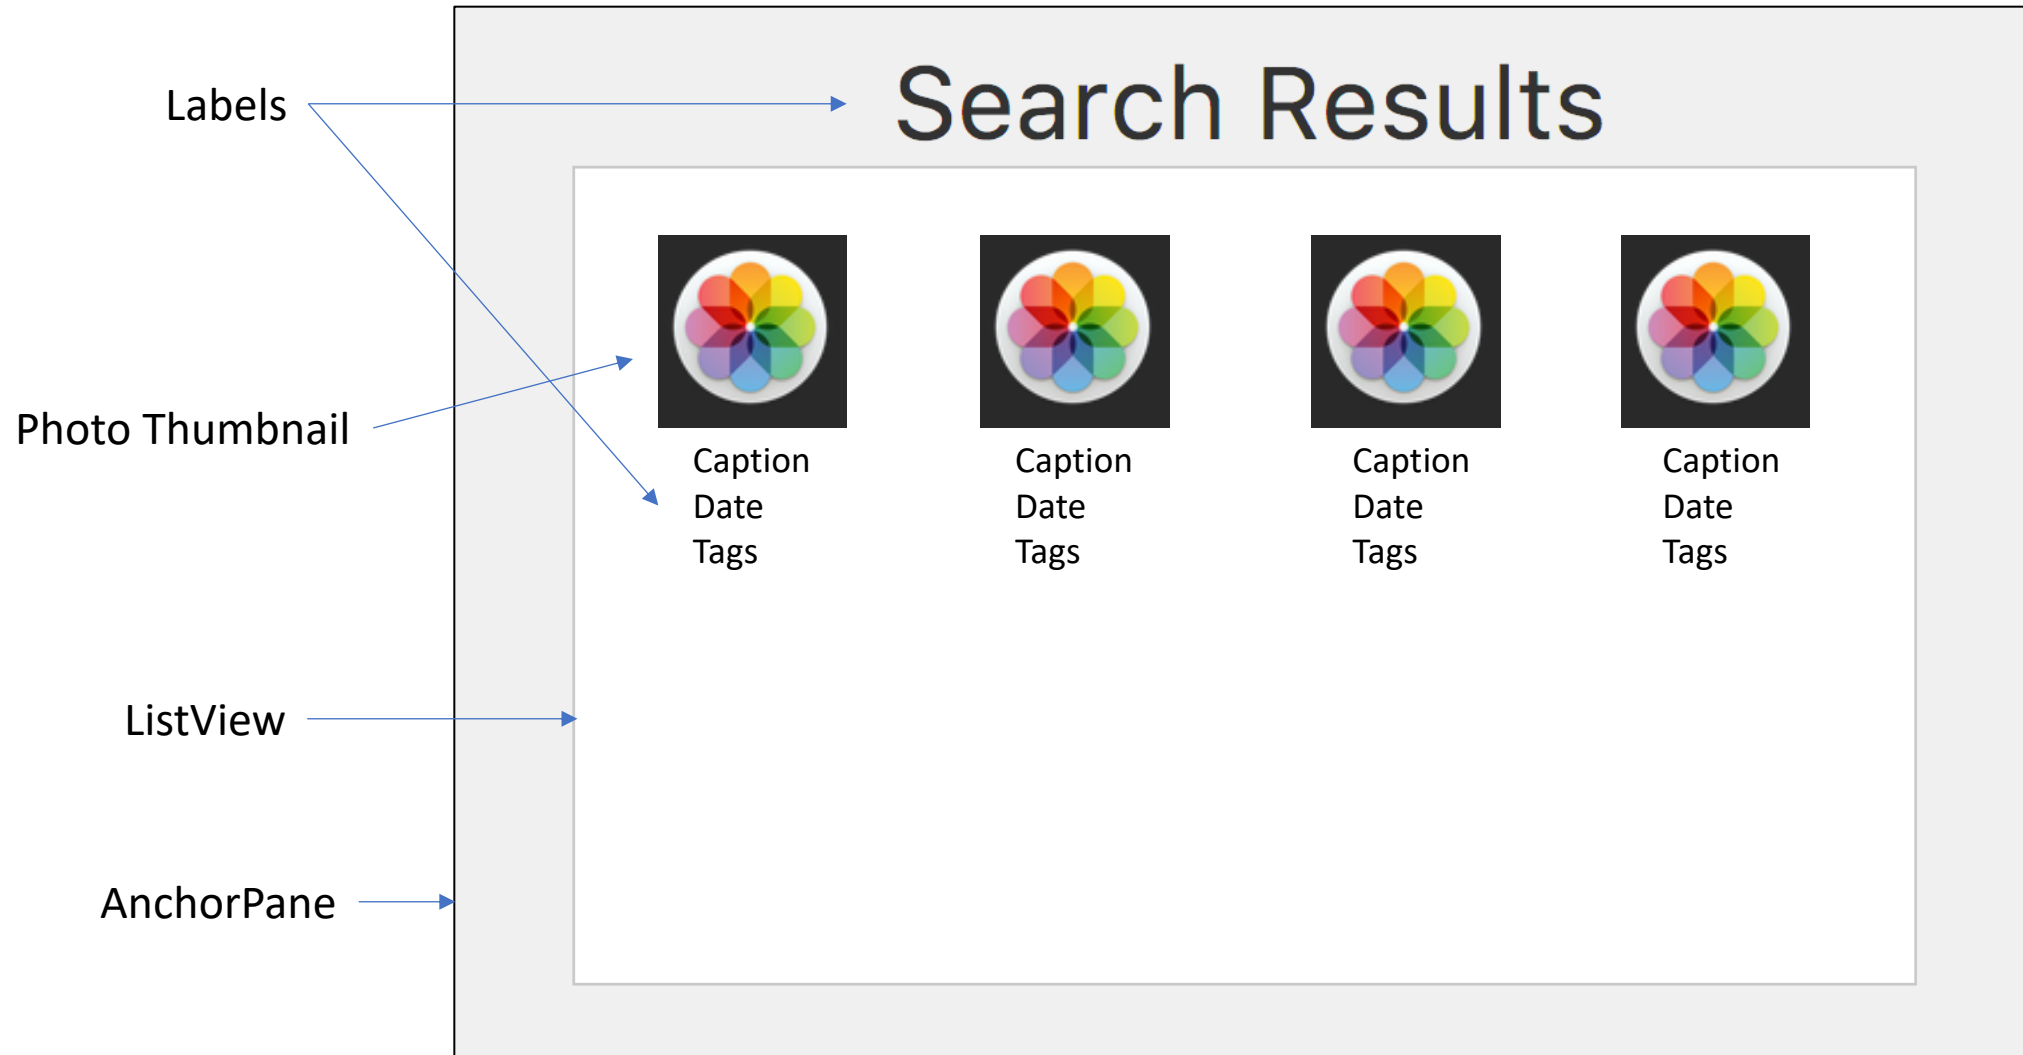 Search Results
Labels
Photo Thumbnail
Caption Caption Caption Caption
Date Date Date Date
Tags Tags Tags Tags
ListView
AnchorPane